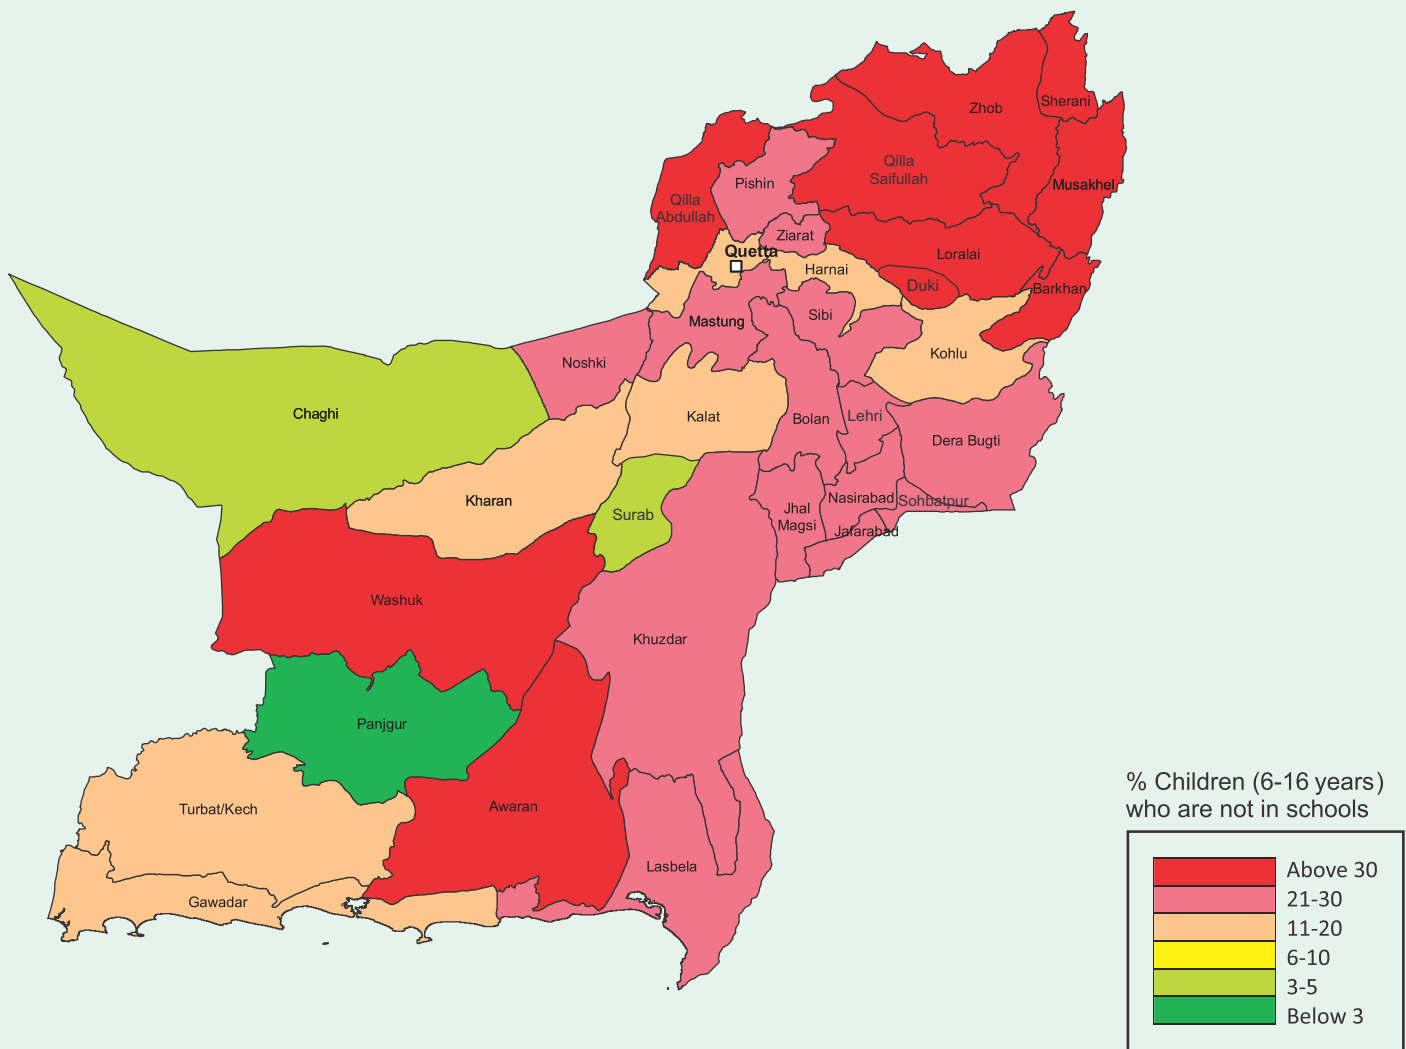 Zhob
Sherani
Qilla
Saifullah
Musakhel
Pishin
Qilla
Abdullah
Ziarat
Quetta
Loralai
Harnai
Duki
Barkhan
Sibi
Mastung
Kohlu
Noshki
Chaghi
Kalat
Bolan
Lehri
Dera Bugti
Kharan
Surab
Nasirabad
Sohbatpur
Jhal
Magsi
Jafarabad
Washuk
Khuzdar
Panjgur
Turbat/Kech
Awaran
Lasbela
Gawadar
% Children (6-16 years)
who are not in schools
Above 30
21-30
11-20
6-10
3-5
Below 3